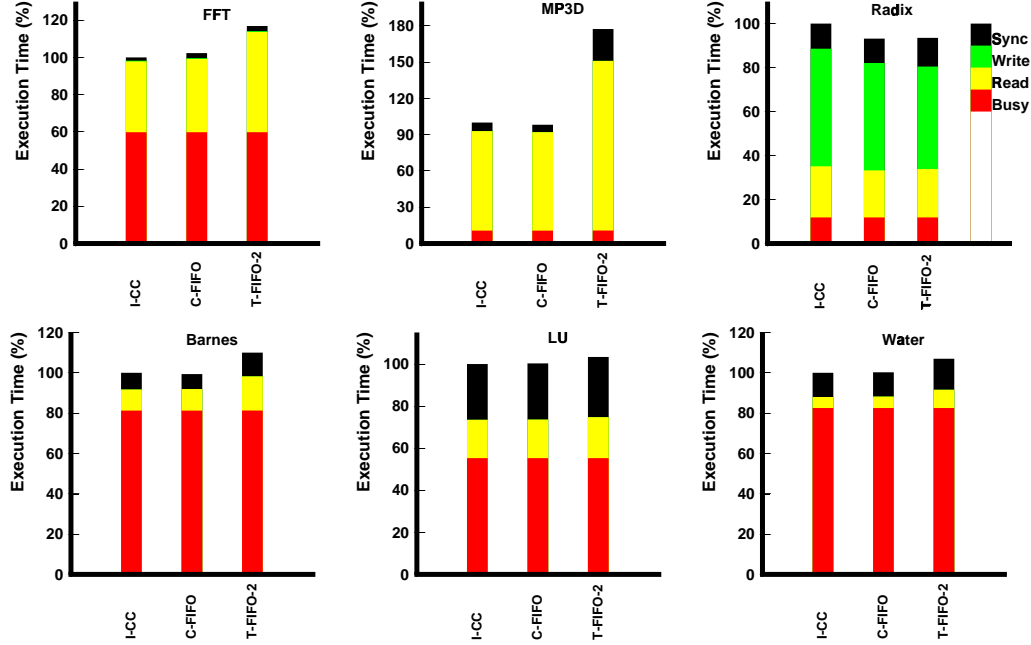 FFT
Execution Time (%)
120
100
80
60
40
20
0
I-CC
C-FIFO
T-FIFO-2
MP3D
Execution Time (%)
180
150
120
90
60
30
0
I-CC
C-FIFO
T-FIFO-2
Radix
Execution Time (%)
100
80
60
40
20
0
I-CC
C-FIFO
T-FIFO-2
Sync
Write
Read
Busy
Barnes
Execution Time (%)
120
100
80
60
40
20
0
I-CC
C-FIFO
T-FIFO-2
LU
Execution Time (%)
100
80
60
40
20
0
I-CC
C-FIFO
T-FIFO-2
Water
Execution Time (%)
120
100
80
60
40
20
0
I-CC
C-FIFO
T-FIFO-2